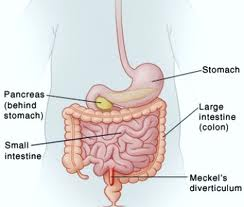 Stomach
Pancreas
(behind
stomach)
Large
intestine
(colon)
Small
intestine
Meckel's
diverticulum